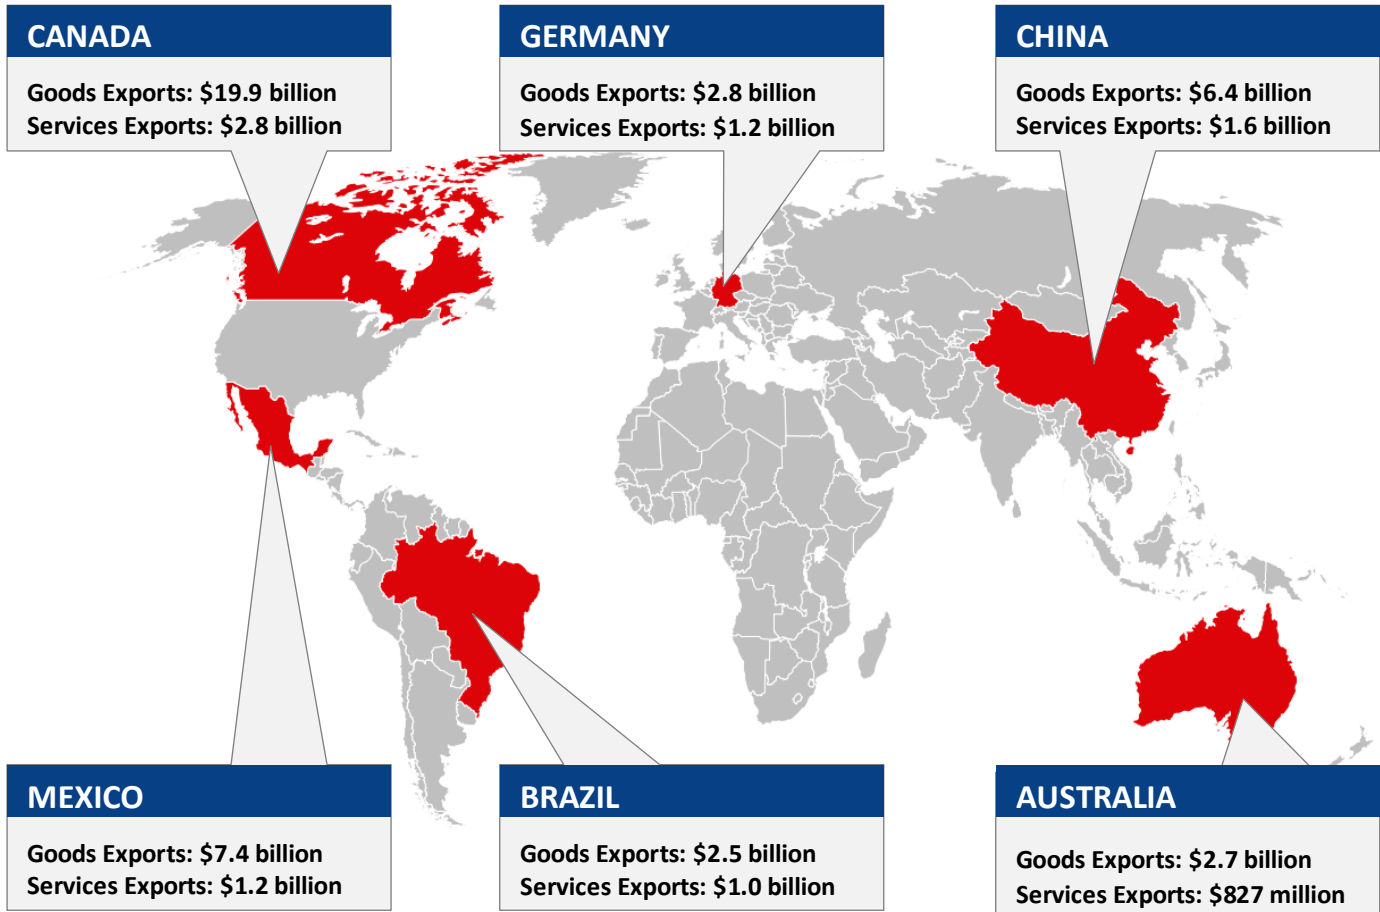 CANADA
Goods Exports: $19.9 billion
Services Exports: $2.8 billion
GERMANY
Goods Exports: $2.8 billion
Services Exports: $1.2 billion
CHINA
Goods Exports: $6.4 billion
Services Exports: $1.6 billion
MEXICO
Goods Exports: $7.4 billion
Services Exports: $1.2 billion
BRAZIL
Goods Exports: $2.5 billion
Services Exports: $1.0 billion
AUSTRALIA
Goods Exports: $2.7 billion
Services Exports: $827 million